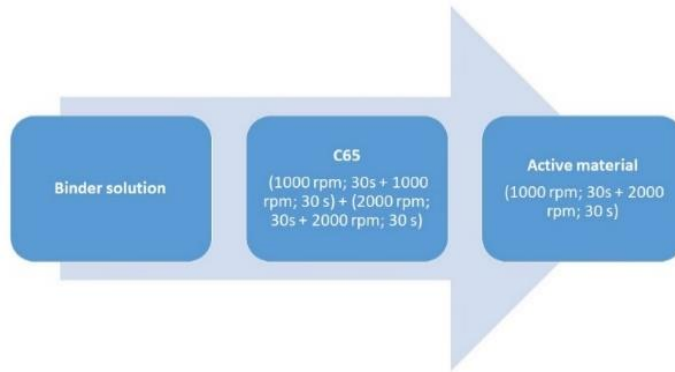 Binder solution
C65
(1000 rpm; 30s + 1000
rpm; 30 s) + (2000 rpm;
30s + 2000 rpm; 30 s)
Active material
(1000 rpm; 30s + 2000
rpm; 30 s)